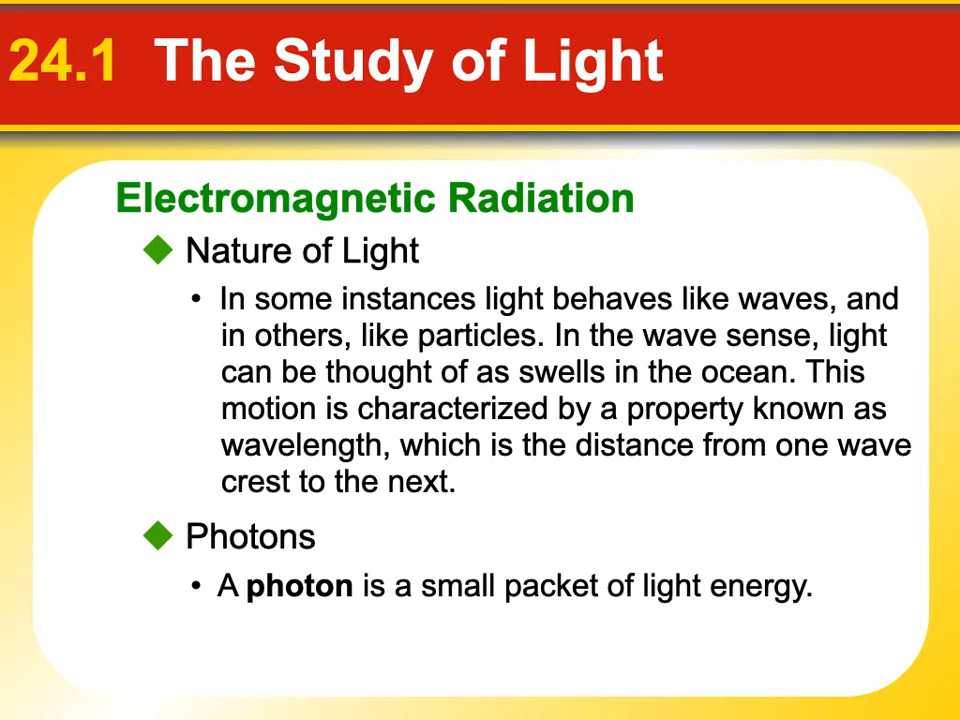 24.1 The Study of Light
Electromagnetic Radiation
Nature of Light
• In some instances light behaves like waves, and
in others, like particles. In the wave sense, light
can be thought of as swells in the ocean. This
motion is characterized by a property known as
wavelength, which is the distance from one wave
crest to the next.
Photons
• A photon is a small packet of light energy.